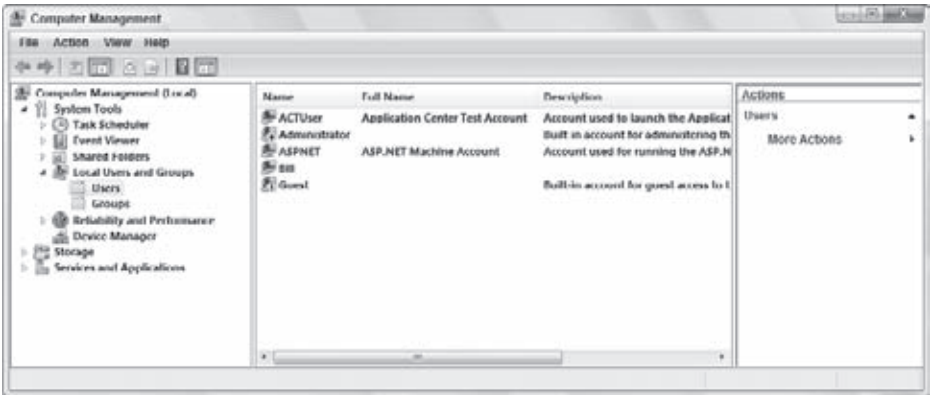 Computer Management
File Action View Help
Computer Management (Local)
System Tools
Task Scheduler
Event Viewer
Shared Folders
Local Users and Groups
Users
Groups
Reliability and Performance
Device Manager
Storage
Services and Applications
Name Full Name Description
ACTUser Application Center Test Account Account used to launch the Applicat
Administrator Built in account for administering th
ASPNET ASP.NET Machine Account Account used for running the ASP.N
Guest Built-in account for guest access to t
Actions
Users
More Actions